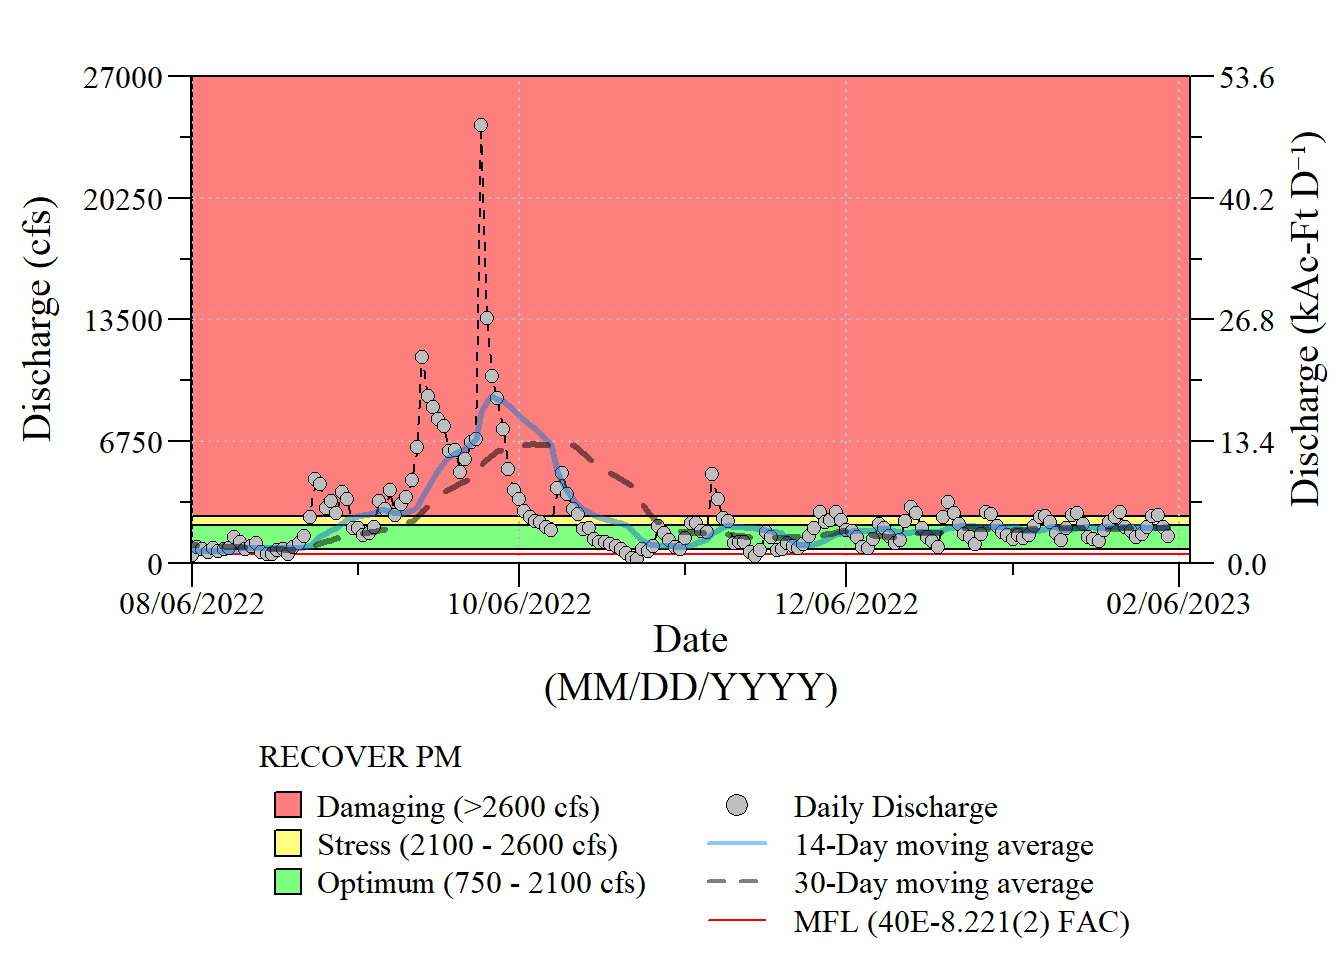 27000
20250
13500
6750
0
Discharge (cfs)
53.6
40.2
26.8
13.4
0.0
Discharge (kAc-Ft D⁻¹)
08/06/2022
10/06/2022
12/06/2022
02/06/2023
Date
(MM/DD/YYYY)
RECOVER PM
Damaging (>2600 cfs)
Stress (2100 - 2600 cfs)
Optimum (750 - 2100 cfs)
Daily Discharge
14-Day moving average
30-Day moving average
MFL (40E-8.221(2) FAC)